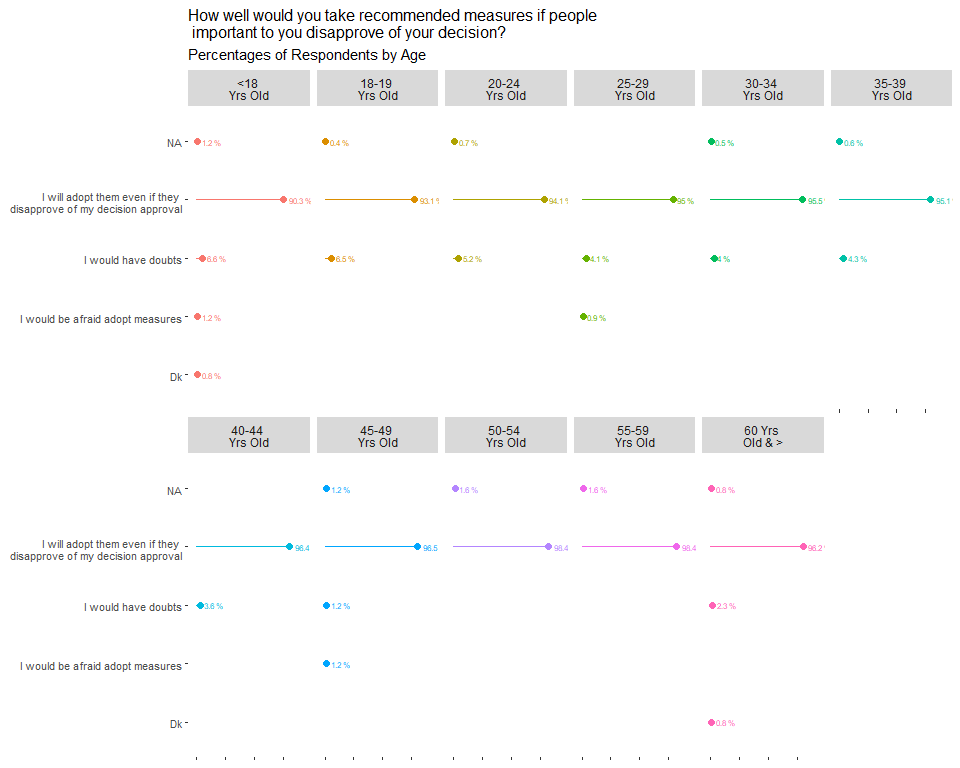 How well would you take recommended measures if people
important to you disapprove of your decision?
Percentages of Respondents by Age
<18
Yrs Old
18-19
Yrs Old
20-24
Yrs Old
25-29
Yrs Old
30-34
Yrs Old
35-39
Yrs Old
NA
1.2 %
0.4 %
0.7 %
0.5 %
0.6 %
I will adopt them even if they
disapprove of my decision approval
90.3 %
93.1 %
94.1 %
95 %
95.5
95.1
I would have doubts
6.6 %
6.5 %
5.2 %
4.1 %
4 %
4.3 %
I would be afraid adopt measures
1.2 %
0.9 %
Dk
0.8 %
40-44
Yrs Old
45-49
Yrs Old
50-54
Yrs Old
55-59
Yrs Old
60 Yrs
Old & >
NA
1.2 %
1.6 %
1.6 %
0.8 %
I will adopt them even if they
disapprove of my decision approval
96.4
96.5
98.4
98.4
96.2
I would have doubts
3.6 %
1.2 %
2.3 %
I would be afraid adopt measures
1.2 %
Dk
0.8 %